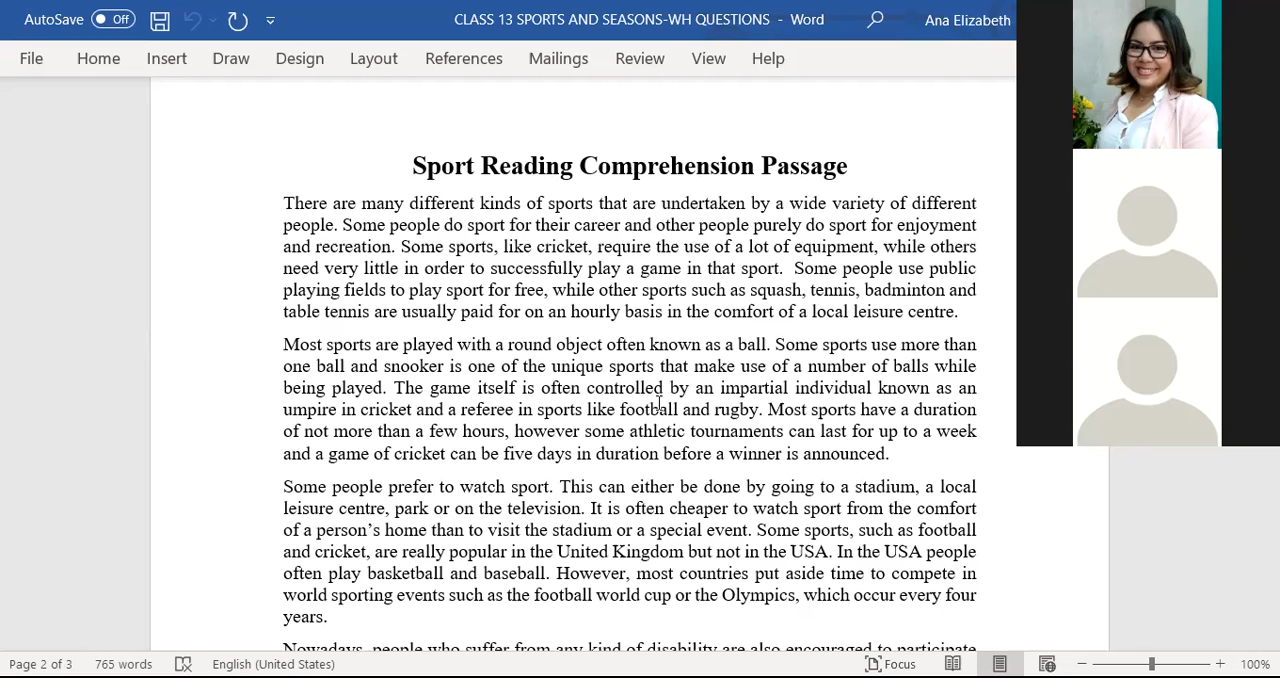 AutoSave Off CLASS 13 SPORTS AND SEASONS-WH QUESTIONS - Word Ana Elizabeth
File Home Insert Draw Design Layout References Mailings Review View Help
Sport Reading Comprehension Passage
There are many different kinds of sports that are undertaken by a wide variety of different
people. Some people do sport for their career and other people purely do sport for enjoyment
and recreation. Some sports, like cricket, require the use of a lot of equipment, while others
need very little in order to successfully play a game in that sport. Some people use public
playing fields to play sport for free, while other sports such as squash, tennis, badminton and
table tennis are usually paid for on an hourly basis in the comfort of a local leisure centre.
Most sports are played with a round object often known as a ball. Some sports use more than
one ball and snooker is one of the unique sports that make use of a number of balls while
being played. The game itself is often controlled by an impartial individual known as an
umpire in cricket and a referee in sports like football and rugby. Most sports have a duration
of not more than a few hours, however some athletic tournaments can last for up to a week
and a game of cricket can be five days in duration before a winner is announced.
Some people prefer to watch sport. This can either be done by going to a stadium, a local
leisure centre, park or on the television. It is often cheaper to watch sport from the comfort
of a person's home than to visit the stadium or a special event. Some sports, such as football
and cricket, are really popular in the United Kingdom but not in the USA. In the USA people
often play basketball and baseball. However, most countries put aside time to compete in
world sporting events such as the football world cup or the Olympics, which occur every four
years.
Nowadays, people who suffer from any kind of disability are also encouraged to participate
Page 2 of 3 765 words English (United States) Focus 100%